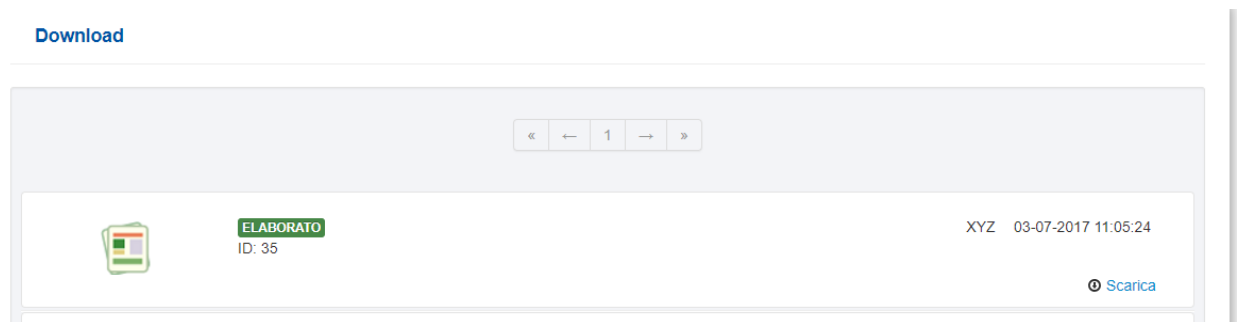 Download
« ← 1 → »
ELABORATO
XYZ 03-07-2017 11:05:24
ID: 35
Scarica